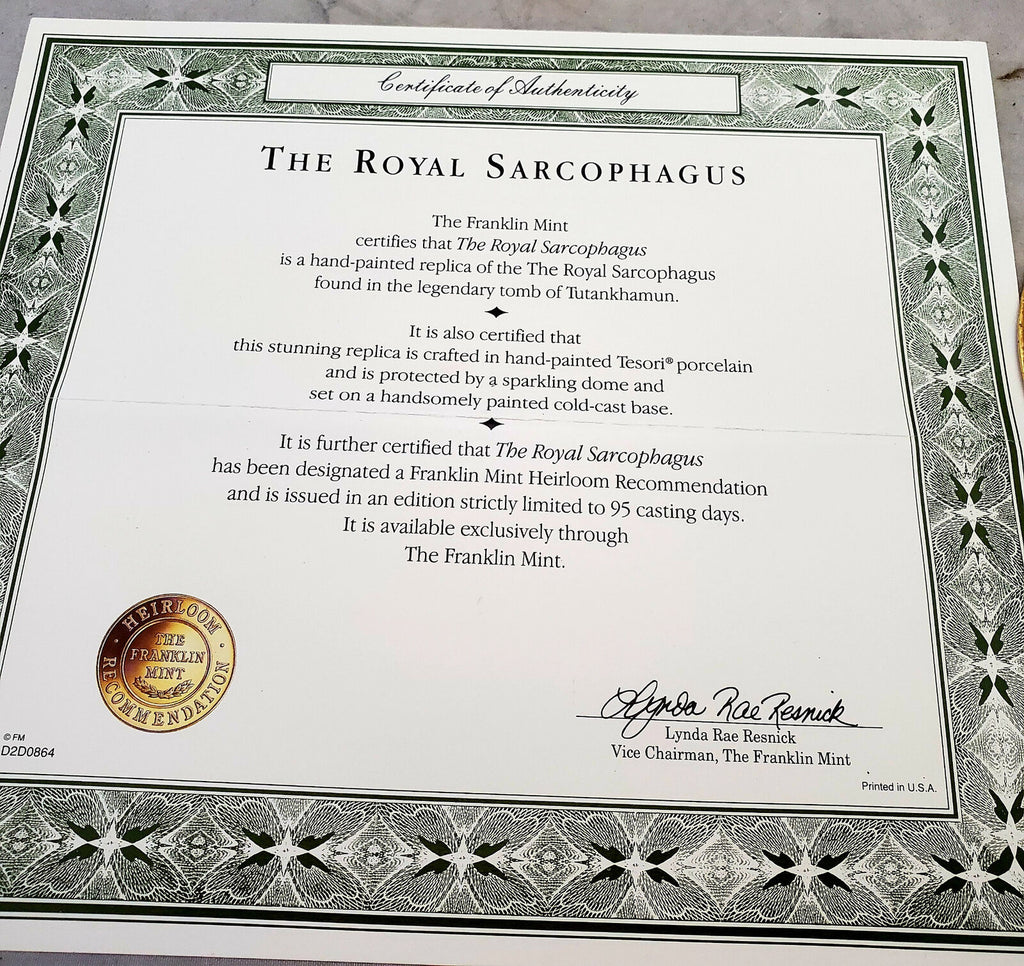 Certificate of Authenticity
THE ROYAL SARCOPHAGUS
The Franklin Mint
certifies that The Royal Sarcophagus
is a hand-painted replica of the The Royal Sarcophagus
found in the legendary tomb of Tutankhamun.
It is also certified that
this stunning replica is crafted in hand-painted Tesori® porcelain
and is protected by a sparkling dome and
set on a handsomely painted cold-cast base.
It is further certified that The Royal Sarcophagus
has been designated a Franklin Mint Heirloom Recommendation
and is issued in an edition strictly limited to 95 casting days.
It is available exclusively through
The Franklin Mint.
HEIRLOOM
THE
FRANKLIN
MINT
RECOMMENDATION
Lynda Rae Resnick
Lynda Rae Resnick
Vice Chairman, The Franklin Mint
© FM
D2D0864
Printed in U.S.A.